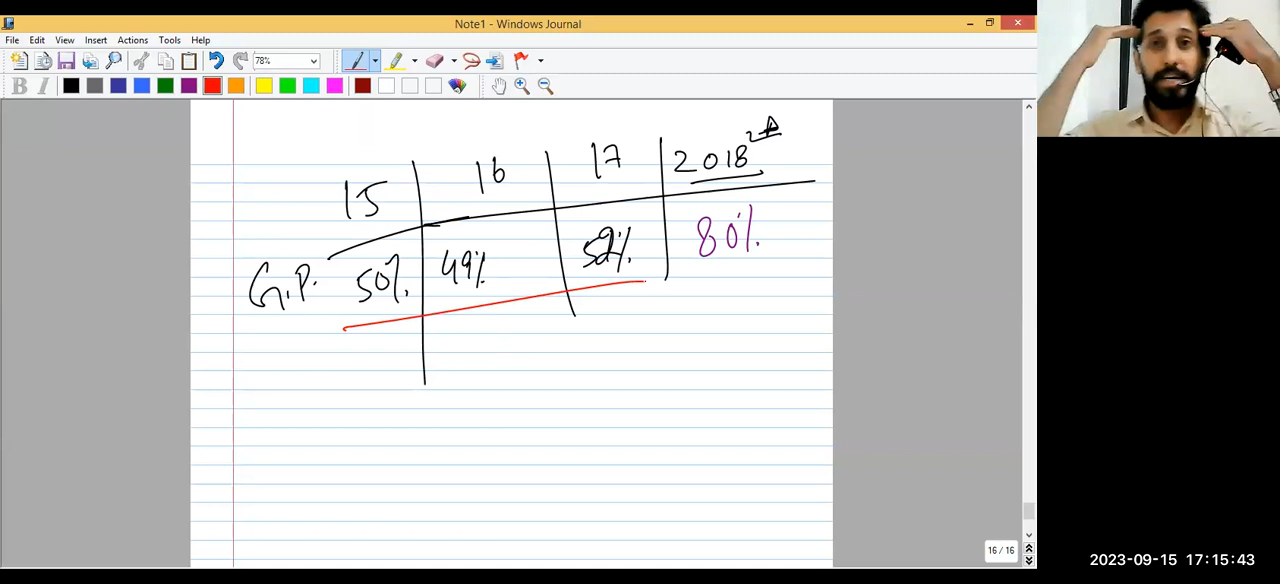 Note1 - Windows Journal
File Edit View Insert Actions Tools Help
78%
15 16 17 2018
G.P. 50% 49% 52% 80%
16 / 16
2023-09-15 17:15:43